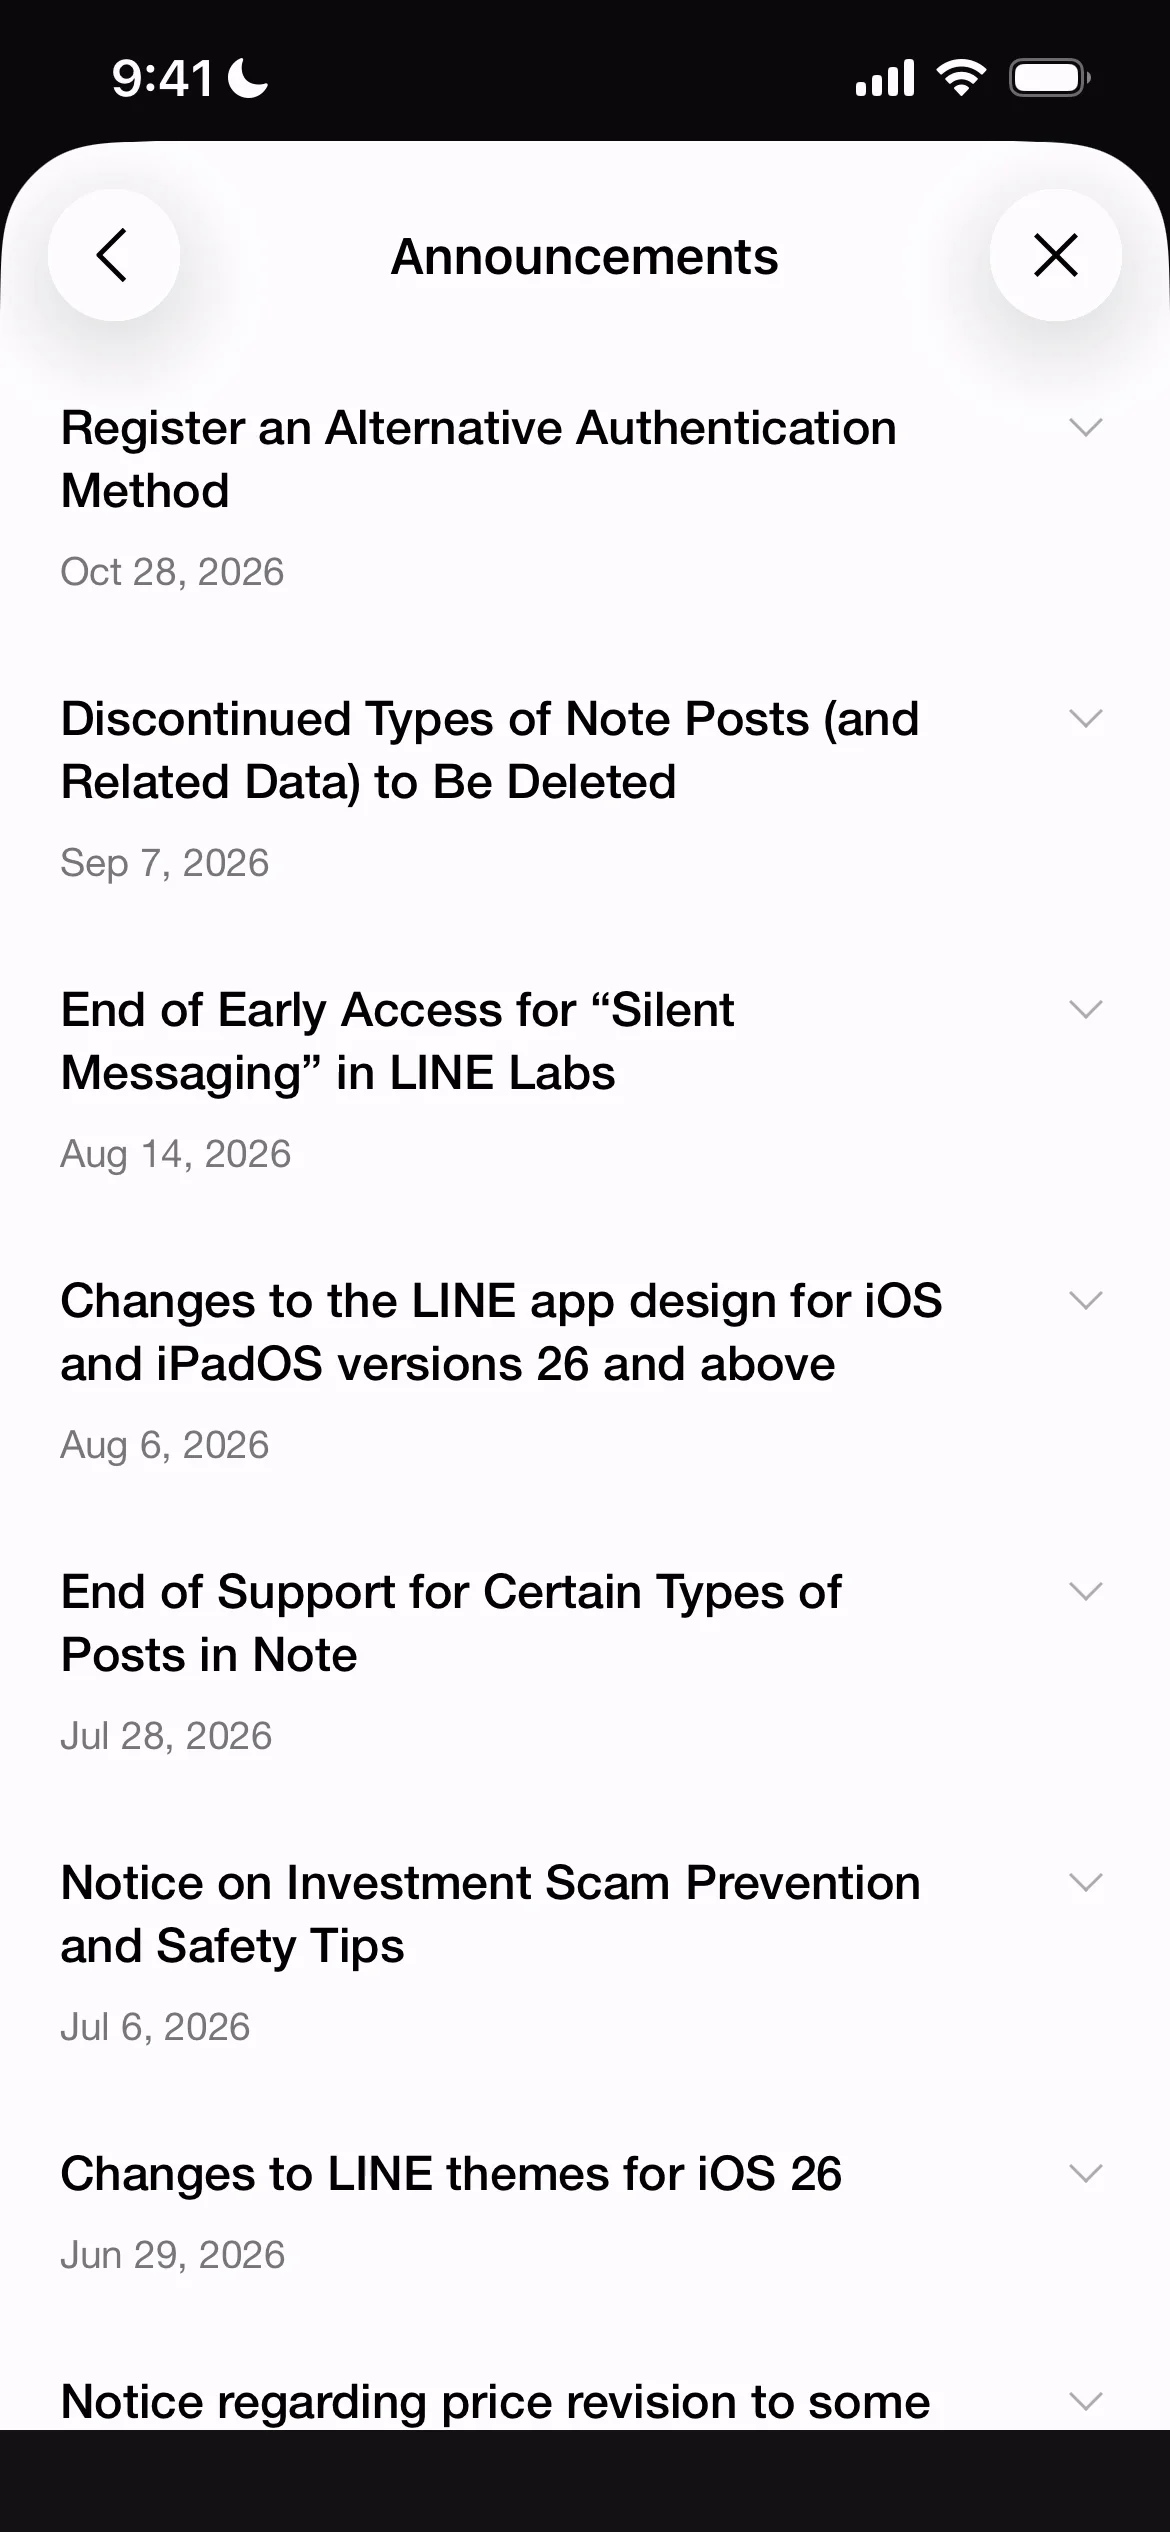 9:41
Announcements
Register an Alternative Authentication
Method
Oct 28, 2026
Discontinued Types of Note Posts (and
Related Data) to Be Deleted
Sep 7, 2026
End of Early Access for “Silent
Messaging” in LINE Labs
Aug 14, 2026
Changes to the LINE app design for iOS
and iPadOS versions 26 and above
Aug 6, 2026
End of Support for Certain Types of
Posts in Note
Jul 28, 2026
Notice on Investment Scam Prevention
and Safety Tips
Jul 6, 2026
Changes to LINE themes for iOS 26
Jun 29, 2026
Notice regarding price revision to some